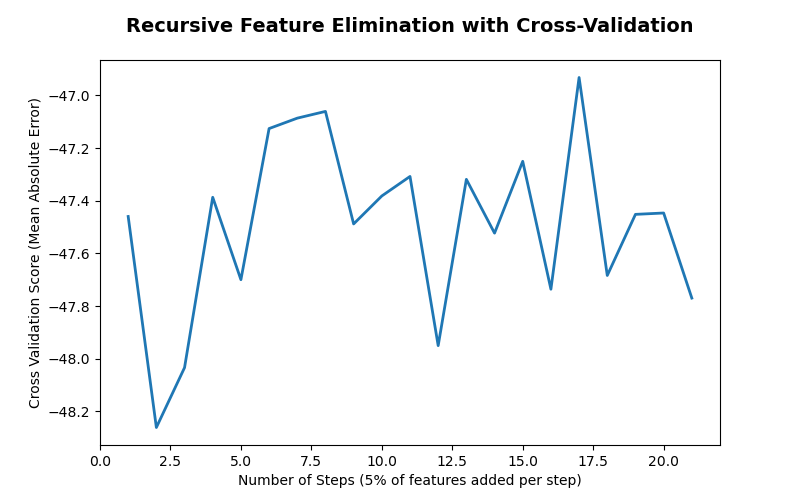 Recursive Feature Elimination with Cross-Validation
Cross Validation Score (Mean Absolute Error)
−47.0
−47.2
−47.4
−47.6
−47.8
−48.0
−48.2
0.0 2.5 5.0 7.5 10.0 12.5 15.0 17.5 20.0
Number of Steps (5% of features added per step)